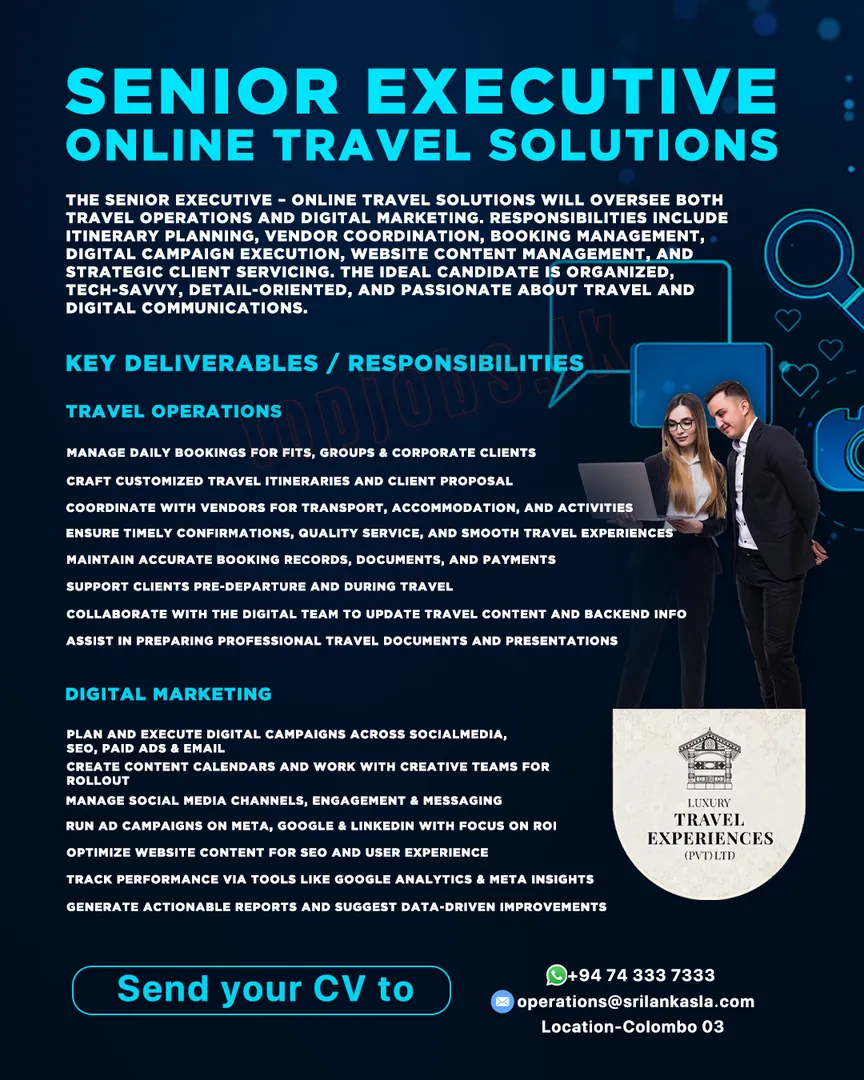 SENIOR EXECUTIVE
ONLINE TRAVEL SOLUTIONS
THE SENIOR EXECUTIVE – ONLINE TRAVEL SOLUTIONS WILL OVERSEE BOTH
TRAVEL OPERATIONS AND DIGITAL MARKETING. RESPONSIBILITIES INCLUDE
ITINERARY PLANNING, VENDOR COORDINATION, BOOKING MANAGEMENT,
DIGITAL CAMPAIGN EXECUTION, WEBSITE CONTENT MANAGEMENT, AND
STRATEGIC CLIENT SERVICING. THE IDEAL CANDIDATE IS ORGANIZED,
TECH-SAVVY, DETAIL-ORIENTED, AND PASSIONATE ABOUT TRAVEL AND
DIGITAL COMMUNICATIONS.
KEY DELIVERABLES / RESPONSIBILITIES
topjobs.lk
TRAVEL OPERATIONS
MANAGE DAILY BOOKINGS FOR FITS, GROUPS & CORPORATE CLIENTS
CRAFT CUSTOMIZED TRAVEL ITINERARIES AND CLIENT PROPOSAL
COORDINATE WITH VENDORS FOR TRANSPORT, ACCOMMODATION, AND ACTIVITIES
ENSURE TIMELY CONFIRMATIONS, QUALITY SERVICE, AND SMOOTH TRAVEL EXPERIENCES
MAINTAIN ACCURATE BOOKING RECORDS, DOCUMENTS, AND PAYMENTS
SUPPORT CLIENTS PRE-DEPARTURE AND DURING TRAVEL
COLLABORATE WITH THE DIGITAL TEAM TO UPDATE TRAVEL CONTENT AND BACKEND INFO
ASSIST IN PREPARING PROFESSIONAL TRAVEL DOCUMENTS AND PRESENTATIONS
DIGITAL MARKETING
PLAN AND EXECUTE DIGITAL CAMPAIGNS ACROSS SOCIALMEDIA,
SEO, PAID ADS & EMAIL
CREATE CONTENT CALENDARS AND WORK WITH CREATIVE TEAMS FOR
ROLLOUT
MANAGE SOCIAL MEDIA CHANNELS, ENGAGEMENT & MESSAGING
RUN AD CAMPAIGNS ON META, GOOGLE & LINKEDIN WITH FOCUS ON ROI
OPTIMIZE WEBSITE CONTENT FOR SEO AND USER EXPERIENCE
TRACK PERFORMANCE VIA TOOLS LIKE GOOGLE ANALYTICS & META INSIGHTS
GENERATE ACTIONABLE REPORTS AND SUGGEST DATA-DRIVEN IMPROVEMENTS
LUXURY
TRAVEL
EXPERIENCES
(PVT) LTD
Send your CV to
+94 74 333 7333
operations@srilankasla.com
Location-Colombo 03